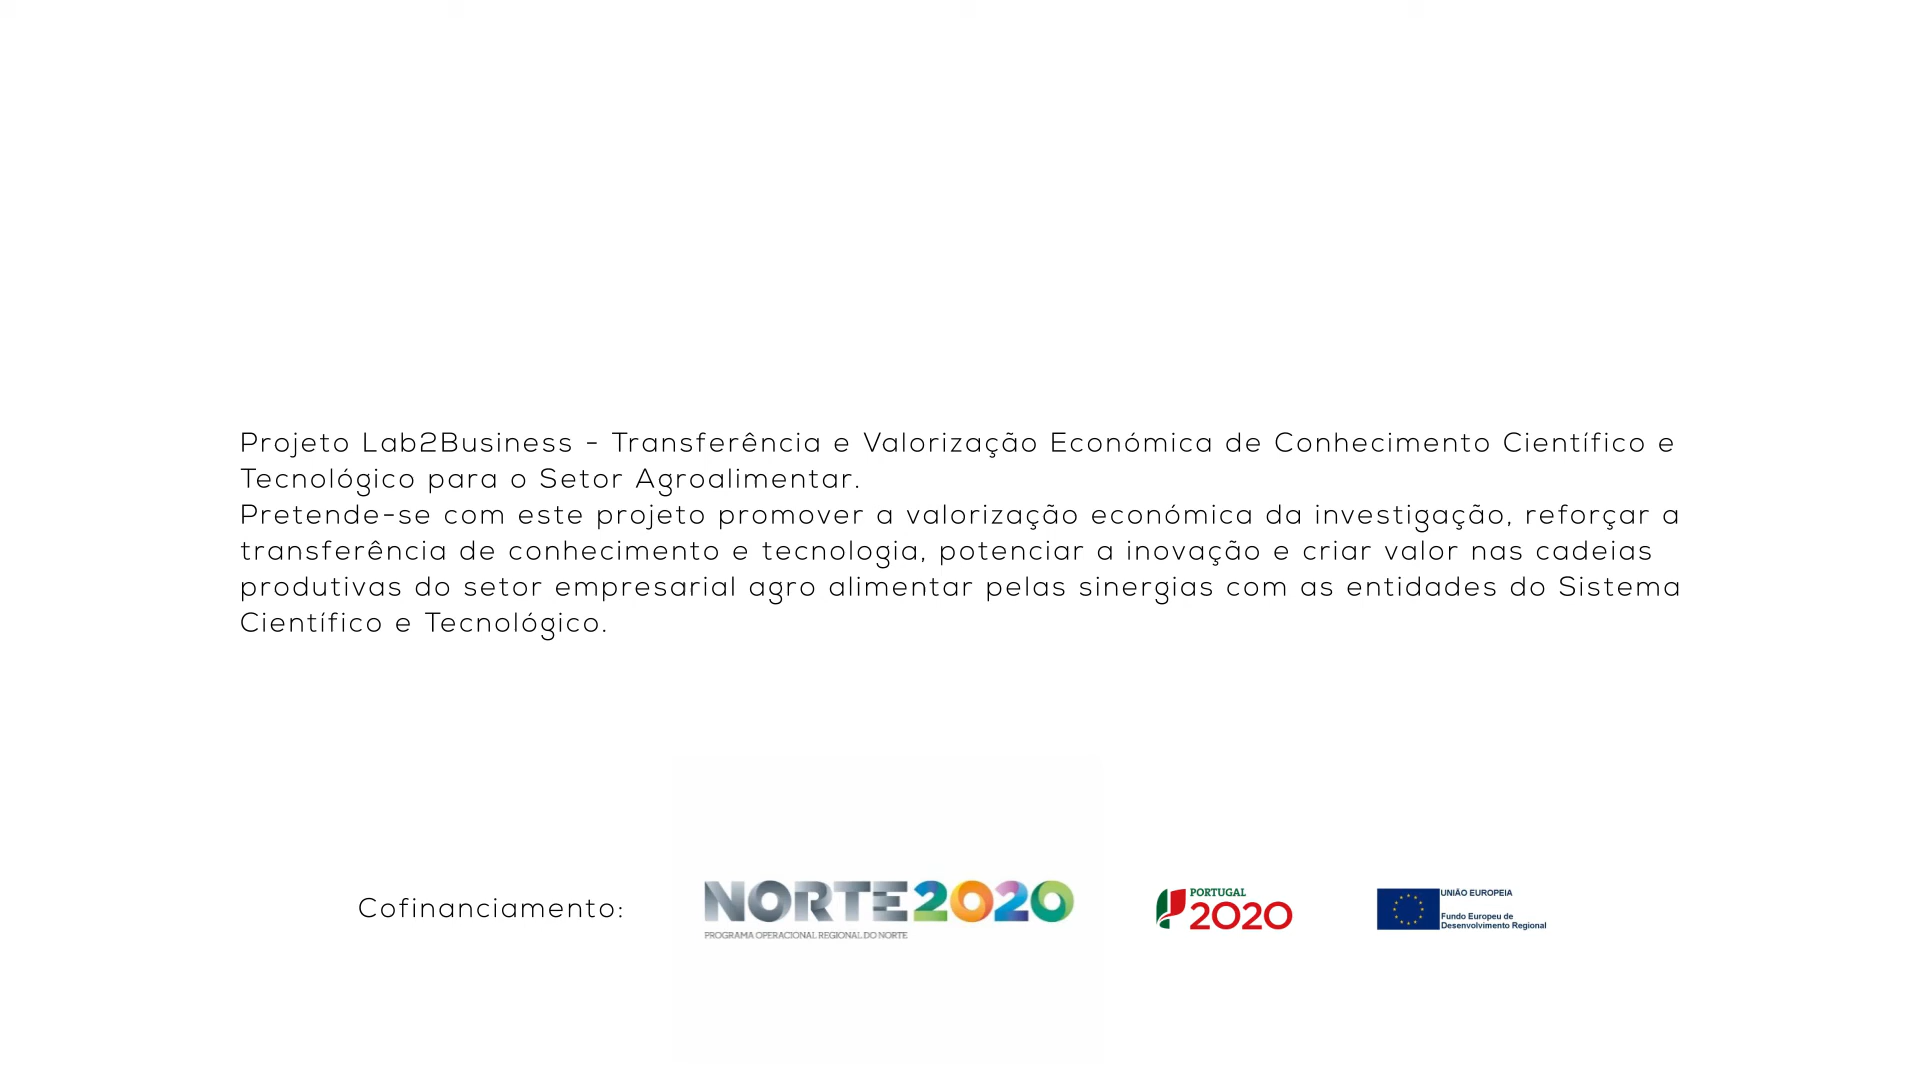 Projeto Lab2Business - Transferência e Valorização Económica de Conhecimento Científico e
Tecnológico para o Setor Agroalimentar.
Pretende-se com este projeto promover a valorização económica da investigação, reforçar a
transferência de conhecimento e tecnologia, potenciar a inovação e criar valor nas cadeias
produtivas do setor empresarial agro alimentar pelas sinergias com as entidades do Sistema
Científico e Tecnológico.
Cofinanciamento:
NORTE2020
PROGRAMA OPERACIONAL REGIONAL DO NORTE
PORTUGAL
2020
UNIÃO EUROPEIA
Fundo Europeu de
Desenvolvimento Regional